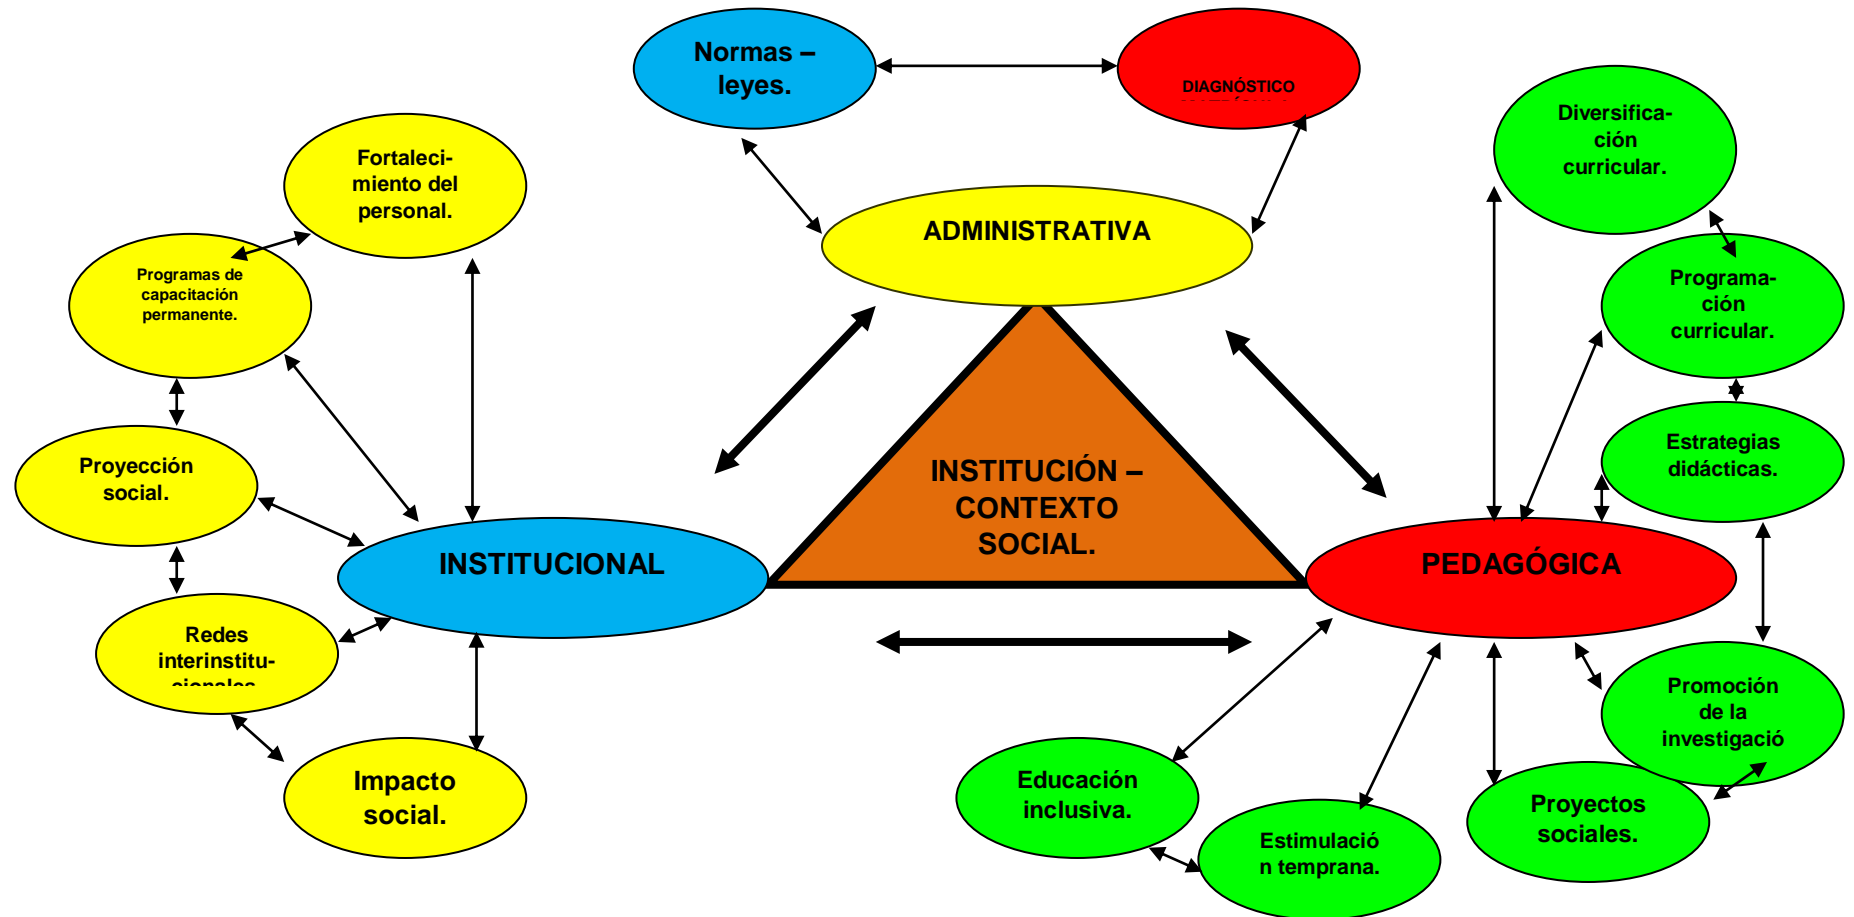 Normas –
leyes.
DIAGNÓSTICO
Diversifica-
ción
curricular.
Fortaleci-
miento del
personal.
ADMINISTRATIVA
Programas de
capacitación
permanente.
Programa-
ción
curricular.
Estrategias
didácticas.
Proyección
social.
INSTITUCIÓN –
CONTEXTO
SOCIAL.
INSTITUCIONAL
PEDAGÓGICA
Redes
interinstitu-
cionales
Promoción
de la
investigació
Impacto
social.
Educación
inclusiva.
Proyectos
sociales.
Estimulació
n temprana.